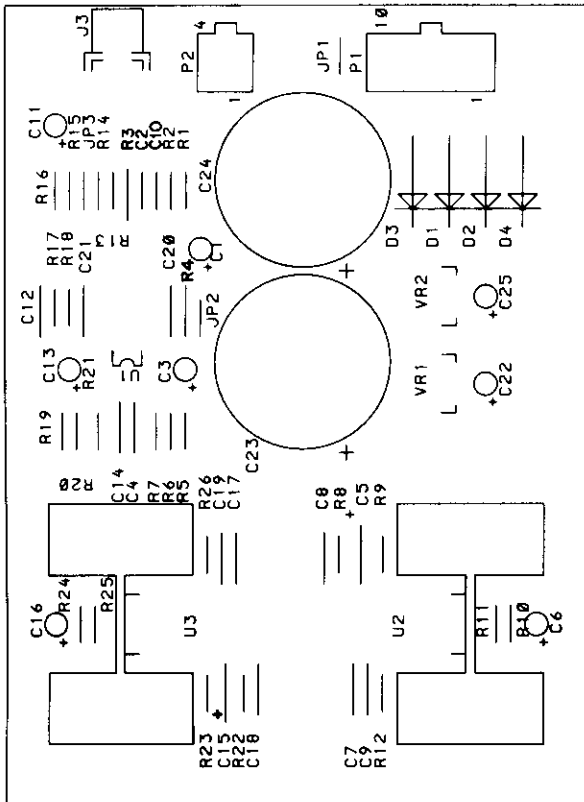 J3
P2
4
1
JP1
P1
10
1
C11
R15
JP3
R14
R3
C2
C10
R2
R1
C24
R16
D3
D1
D2
D4
R17
R18
C21
R13
C20
C1
R4
JP2
C12
VR2
C25
C13
R21
U5
C3
VR1
C22
R19
C23
R20
C14
C4
R7
R6
R5
R26
C19
C17
C8
R8
C5
R9
C16
R24
R25
U3
U2
R11
R10
C6
R23
C15
R22
C18
C7
C9
R12